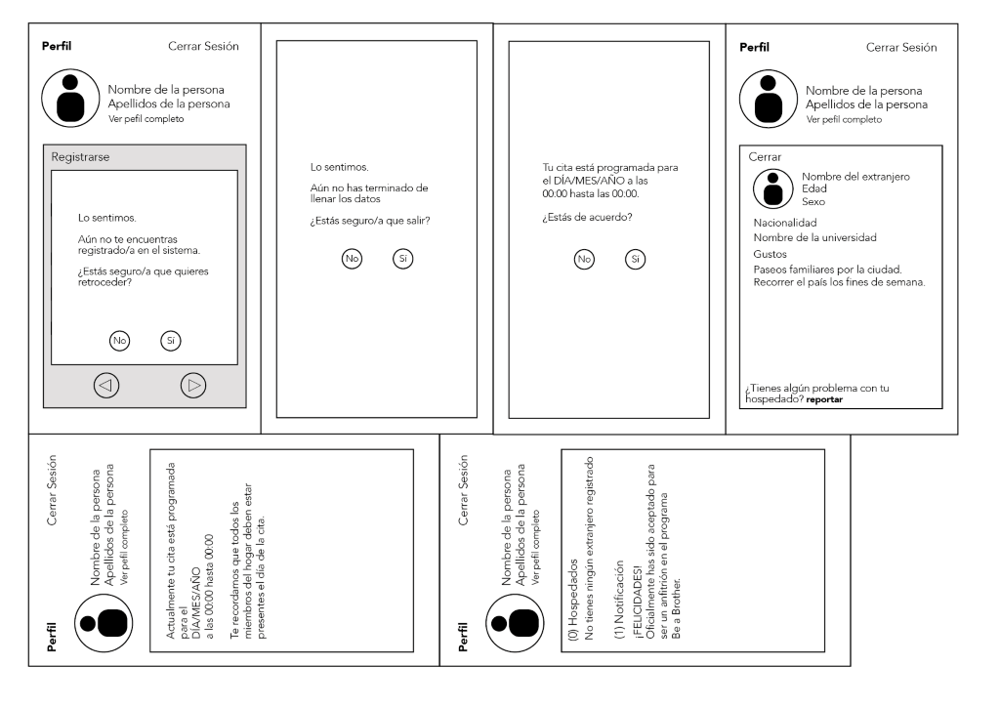 Perfil
Cerrar Sesión
Nombre de la persona
Apellidos de la persona
Ver pefil completo
Registrarse
Lo sentimos.
Aún no te encuentras
registrado/a en el sistema.
¿Estás seguro/a que quieres
retroceder?
No
Sí
Lo sentimos.
Aún no has terminado de
llenar los datos
¿Estás seguro/a que salir?
No
Sí
Tu cita está programada para
el DÍA/MES/AÑO a las
00:00 hasta las 00:00.
¿Estás de acuerdo?
No
Sí
Perfil
Cerrar Sesión
Nombre de la persona
Apellidos de la persona
Ver pefil completo
Cerrar
Nombre del extranjero
Edad
Sexo
Nacionalidad
Nombre de la universidad
Gustos
Paseos familiares por la ciudad.
Recorrer el país los fines de semana.
¿Tienes algún problema con tu
hospedado? reportar
Perfil
Cerrar Sesión
Nombre de la persona
Apellidos de la persona
Ver pefil completo
Actualmente tu cita está programada
para el
DÍA/MES/AÑO
a las 00:00 hasta 00:00
Te recordamos que todos los
miembros del hogar deben estar
presentes el día de la cita.
Perfil
Cerrar Sesión
Nombre de la persona
Apellidos de la persona
Ver pefil completo
(0) Hospedados
No tienes ningún extranjero registrado
(1) Notificación
¡FELICIDADES!
Oficialmente has sido aceptado para
ser un anfitrión en el programa
Be a Brother.